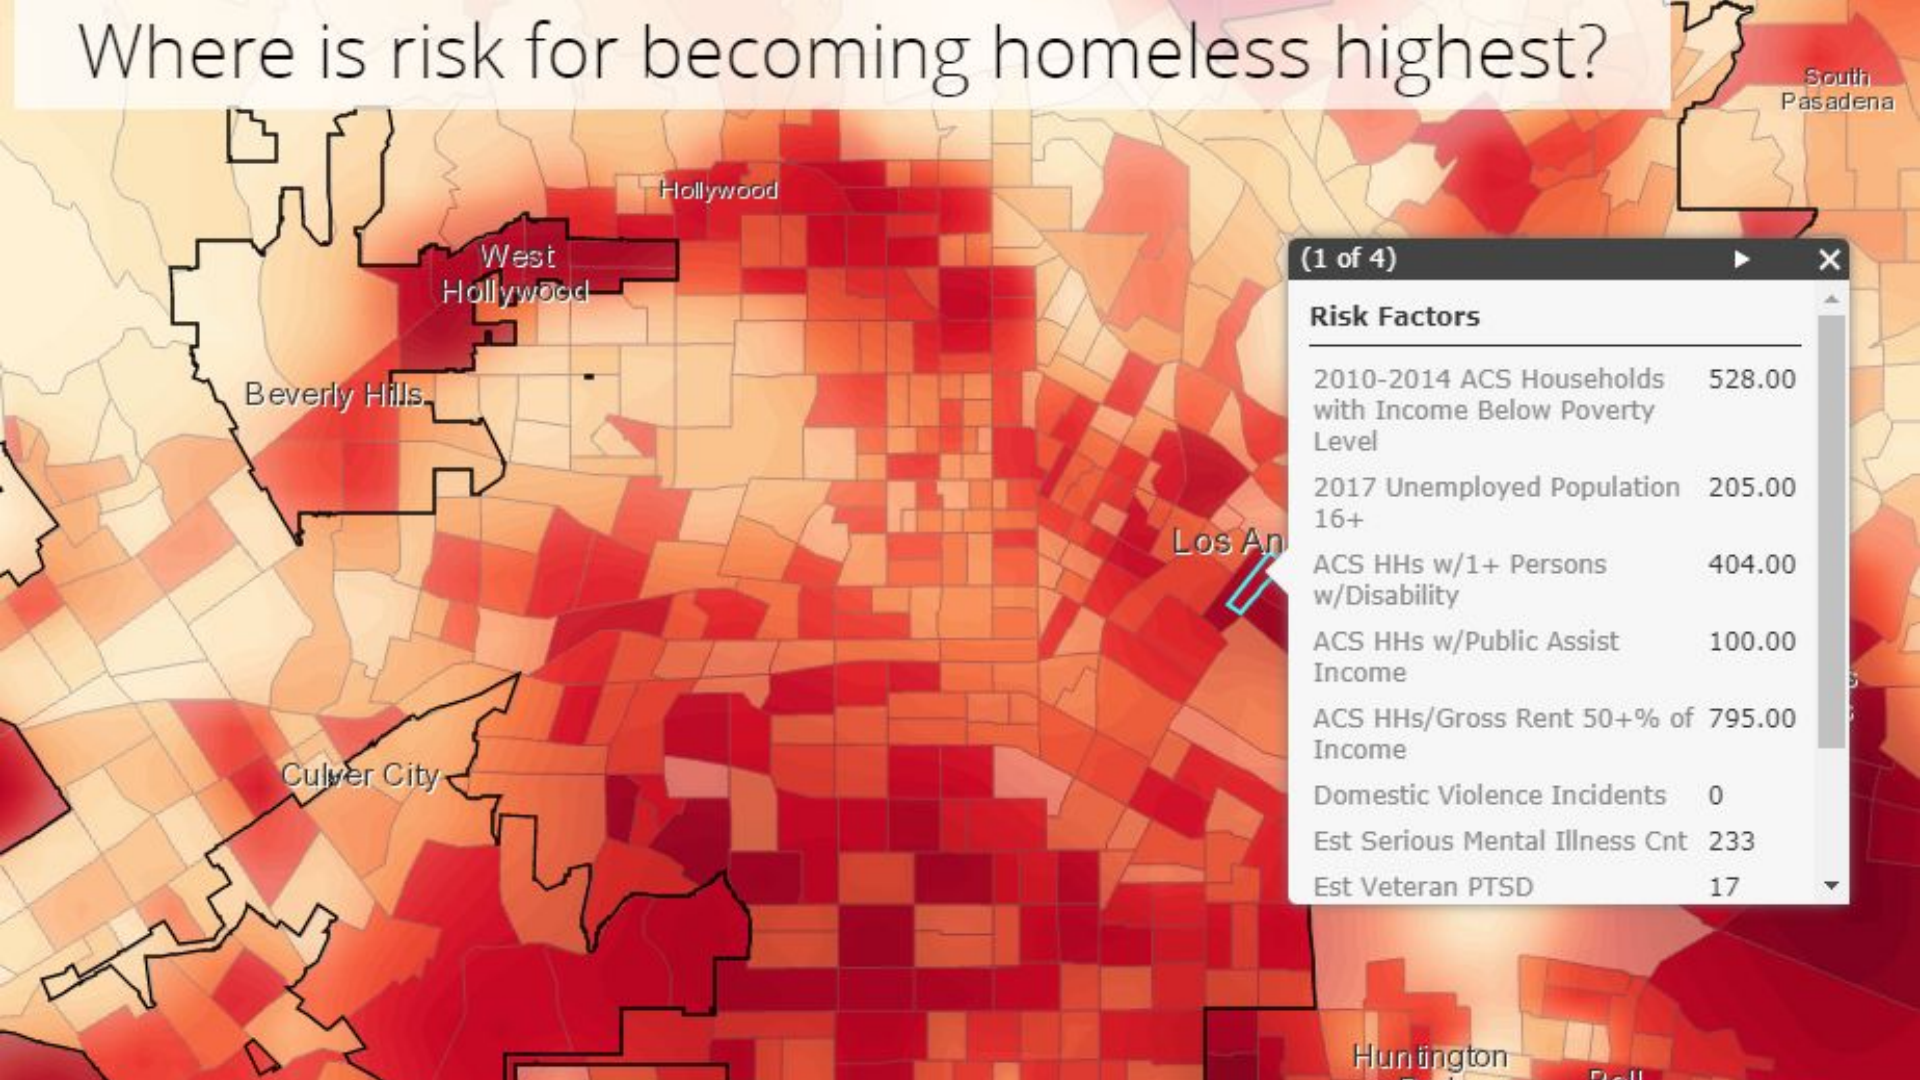 Where is risk for becoming homeless highest?
South
Pasadena
Hollywood
West
Hollywood
Beverly Hills
Los An
Culver City
(1 of 4)
Risk Factors
2010-2014 ACS Households 528.00
with Income Below Poverty
Level
2017 Unemployed Population 205.00
16+
ACS HHs w/1+ Persons 404.00
w/Disability
ACS HHs w/Public Assist 100.00
Income
ACS HHs/Gross Rent 50+% of 795.00
Income
Domestic Violence Incidents 0
Est Serious Mental Illness Cnt 233
Est Veteran PTSD 17
Huntington